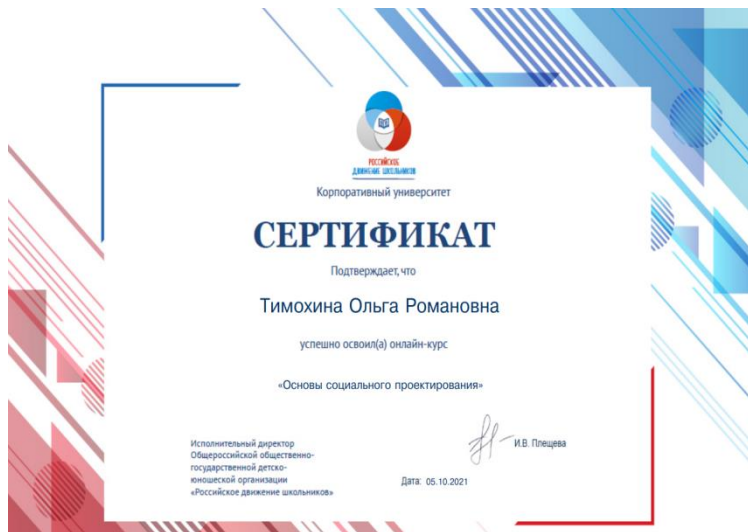 РОССИЙСКОЕ
ДВИЖЕНИЕ ШКОЛЬНИКОВ
Корпоративный университет
СЕРТИФИКАТ
Подтверждает, что
Тимохина Ольга Романовна
успешно освоил(а) онлайн-курс
«Основы социального проектирования»
Исполнительный директор
Общероссийской общественно-
государственной детско-
юношеской организации
«Российское движение школьников»
И.В. Плещева
Дата: 05.10.2021